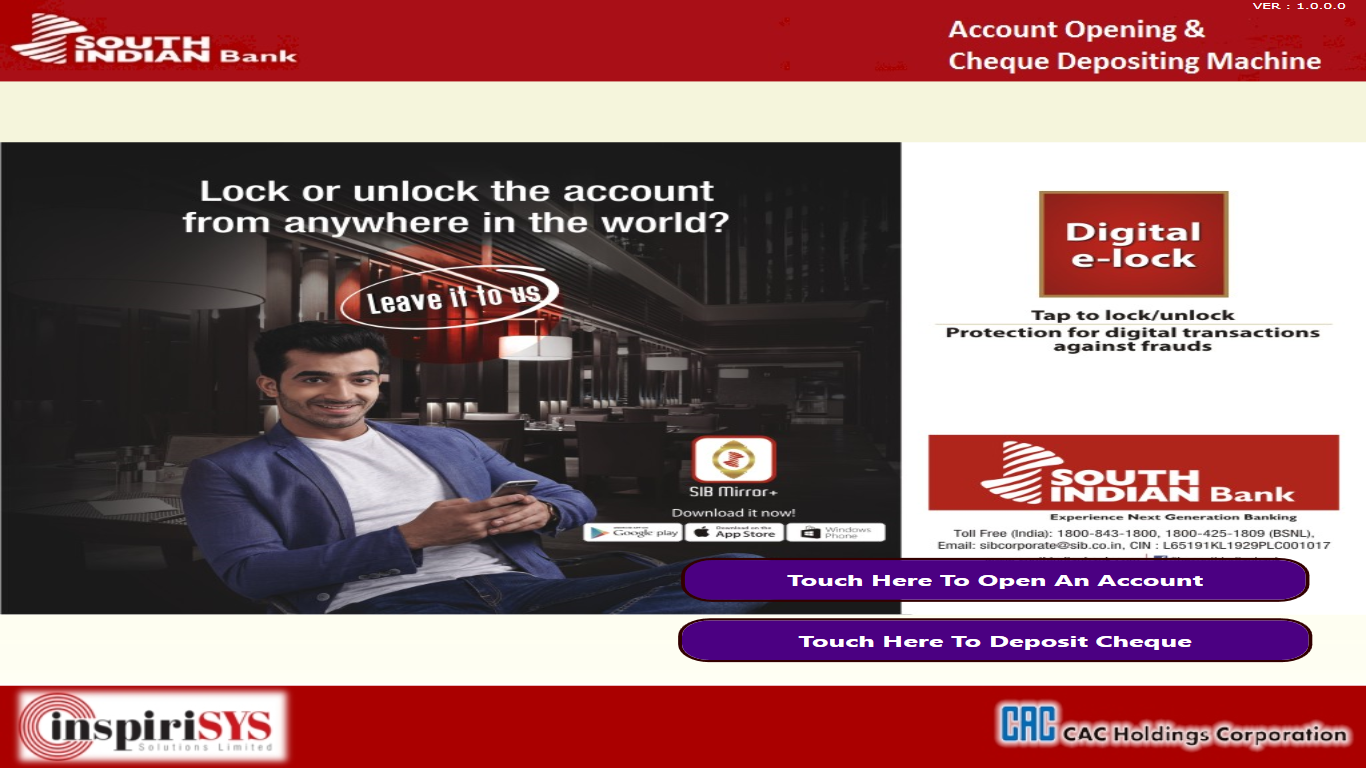 VER : 1.0.0.0
SOUTH
INDIAN Bank
Account Opening &
Cheque Depositing Machine
Lock or unlock the account
from anywhere in the world?
Leave it to us
SIB Mirror+
Download it now!
Google play
Download on the
App Store
Windows
Phone
Digital
e-lock
Tap to lock/unlock
Protection for digital transactions
against frauds
SOUTH
INDIAN Bank
Experience Next Generation Banking
Toll Free (India): 1800-843-1800, 1800-425-1809 (BSNL),
Email: sibcorporate@sib.co.in, CIN : L65191KL1929PLC001017
Touch Here To Open An Account
Touch Here To Deposit Cheque
inspiriSYS
Solutions Limited
CAC CAC Holdings Corporation